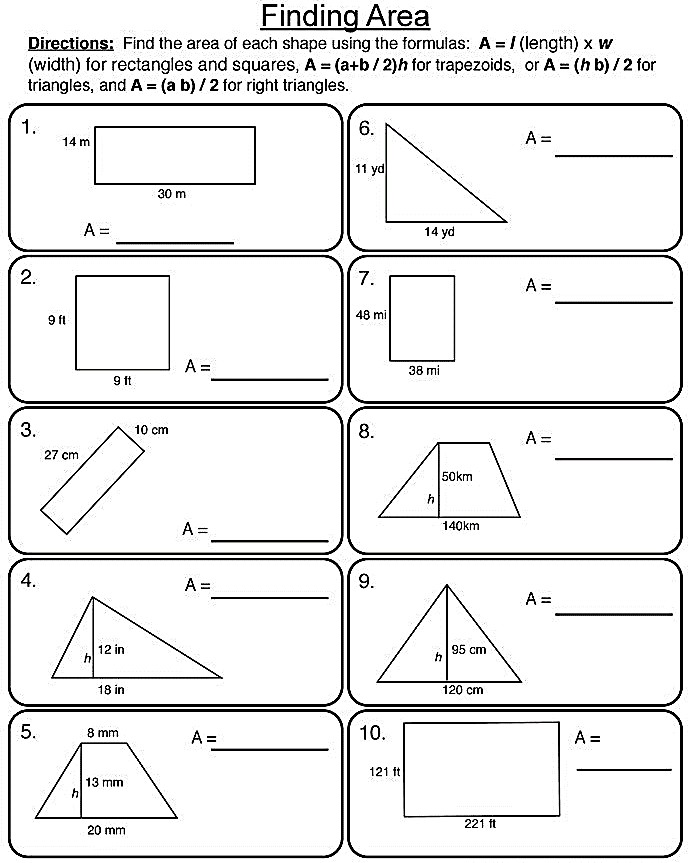 Finding Area
Directions: Find the area of each shape using the formulas: A = l (length) x w
(width) for rectangles and squares, A = (a+b / 2)h for trapezoids, or A = (h b) / 2 for
triangles, and A = (a b) / 2 for right triangles.
1.
14 m
30 m
A =
2.
9 ft
9 ft
A =
3.
10 cm
27 cm
A =
4.
A =
12 in
h
18 in
5.
8 mm
A =
13 mm
h
20 mm
6.
A =
11 yd
14 yd
7.
A =
48 mi
38 mi
8.
A =
50km
h
140km
9.
A =
95 cm
h
120 cm
10.
A =
121 ft
221 ft